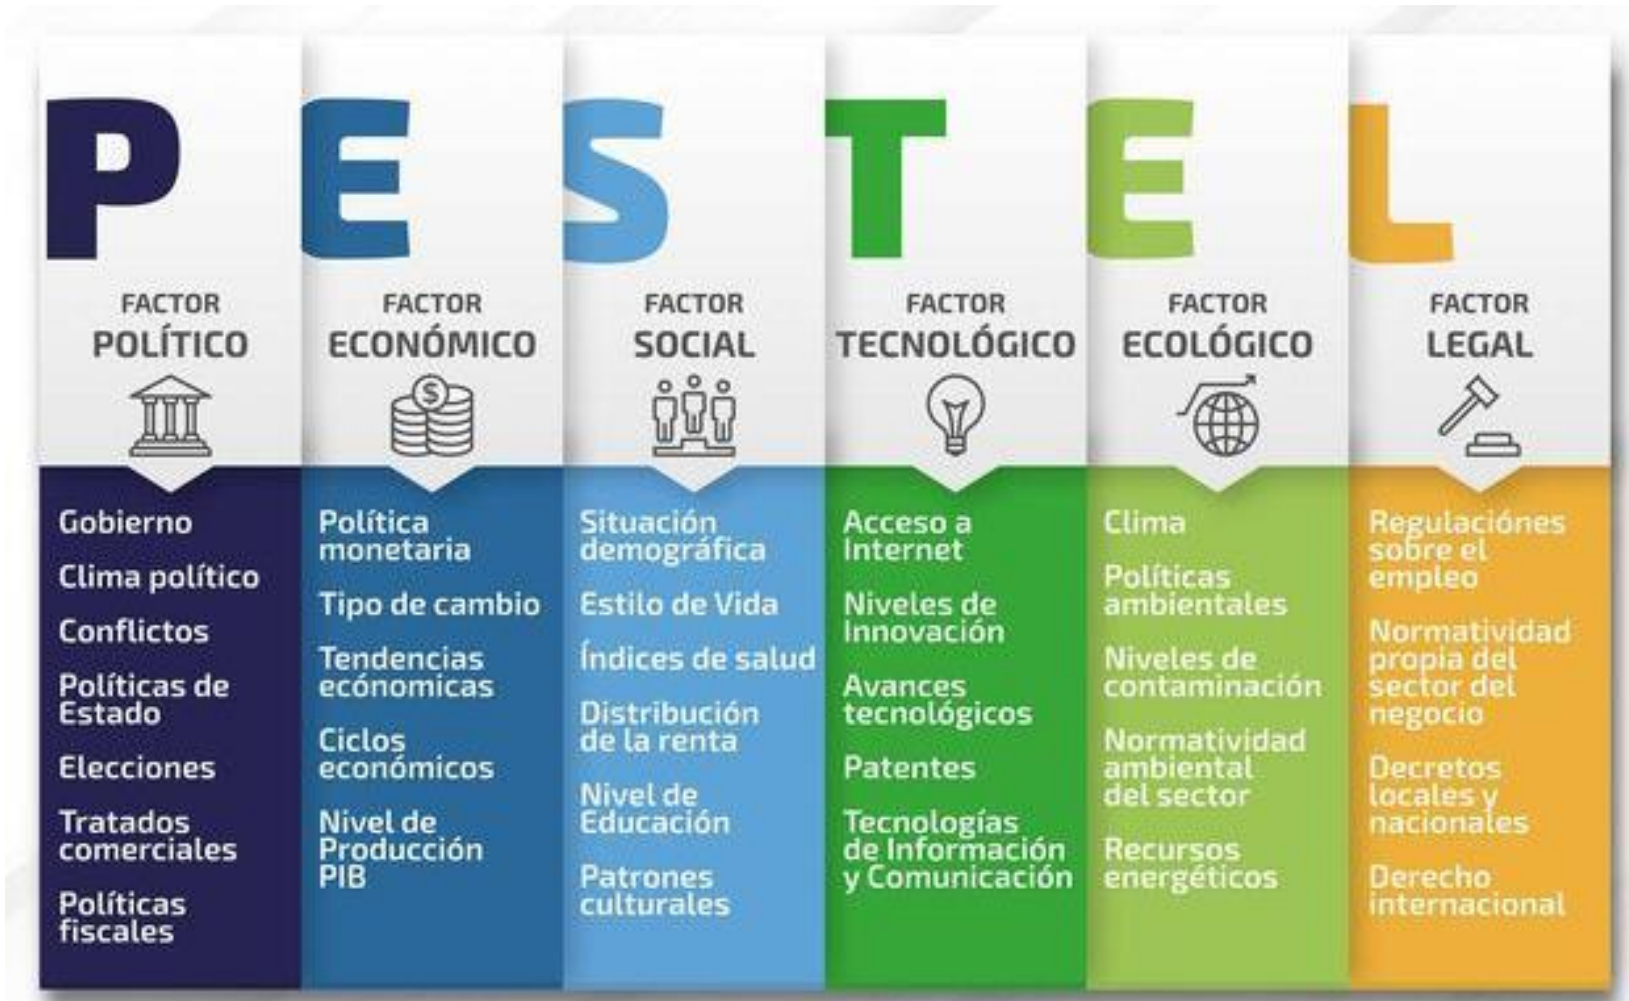 P
FACTOR
POLÍTICO
Gobierno
Clima político
Conflictos
Políticas de
Estado
Elecciones
Tratados
comerciales
Políticas
fiscales
E
FACTOR
ECONÓMICO
$
Política
monetaria
Tipo de cambio
Tendencias
ecónomicas
Ciclos
económicos
Nivel de
Producción
PIB
S
FACTOR
SOCIAL
Situación
demográfica
Estilo de Vida
Índices de salud
Distribución
de la renta
Nivel de
Educación
Patrones
culturales
T
FACTOR
TECNOLÓGICO
Acceso a
Internet
Niveles de
Innovación
Avances
tecnológicos
Patentes
Tecnologías
de Información
y Comunicación
E
FACTOR
ECOLÓGICO
Clima
Políticas
ambientales
Niveles de
contaminación
Normatividad
ambiental
del sector
Recursos
energéticos
L
FACTOR
LEGAL
Regulaciónes
sobre el
empleo
Normatividad
propia del
sector del
negocio
Decretos
locales y
nacionales
Derecho
internacional